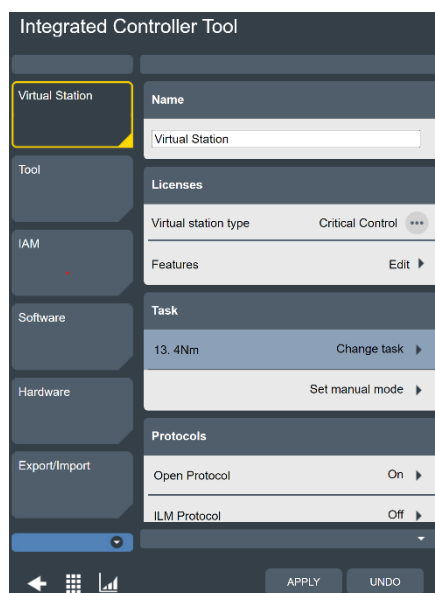 Integrated Controller Tool
Virtual Station
Name
Virtual Station
Tool
Licenses
Virtual station type Critical Control
IAM
Features Edit
Software
Task
13. 4Nm Change task
Hardware
Set manual mode
Protocols
Export/Import
Open Protocol On
ILM Protocol Off
APPLY UNDO